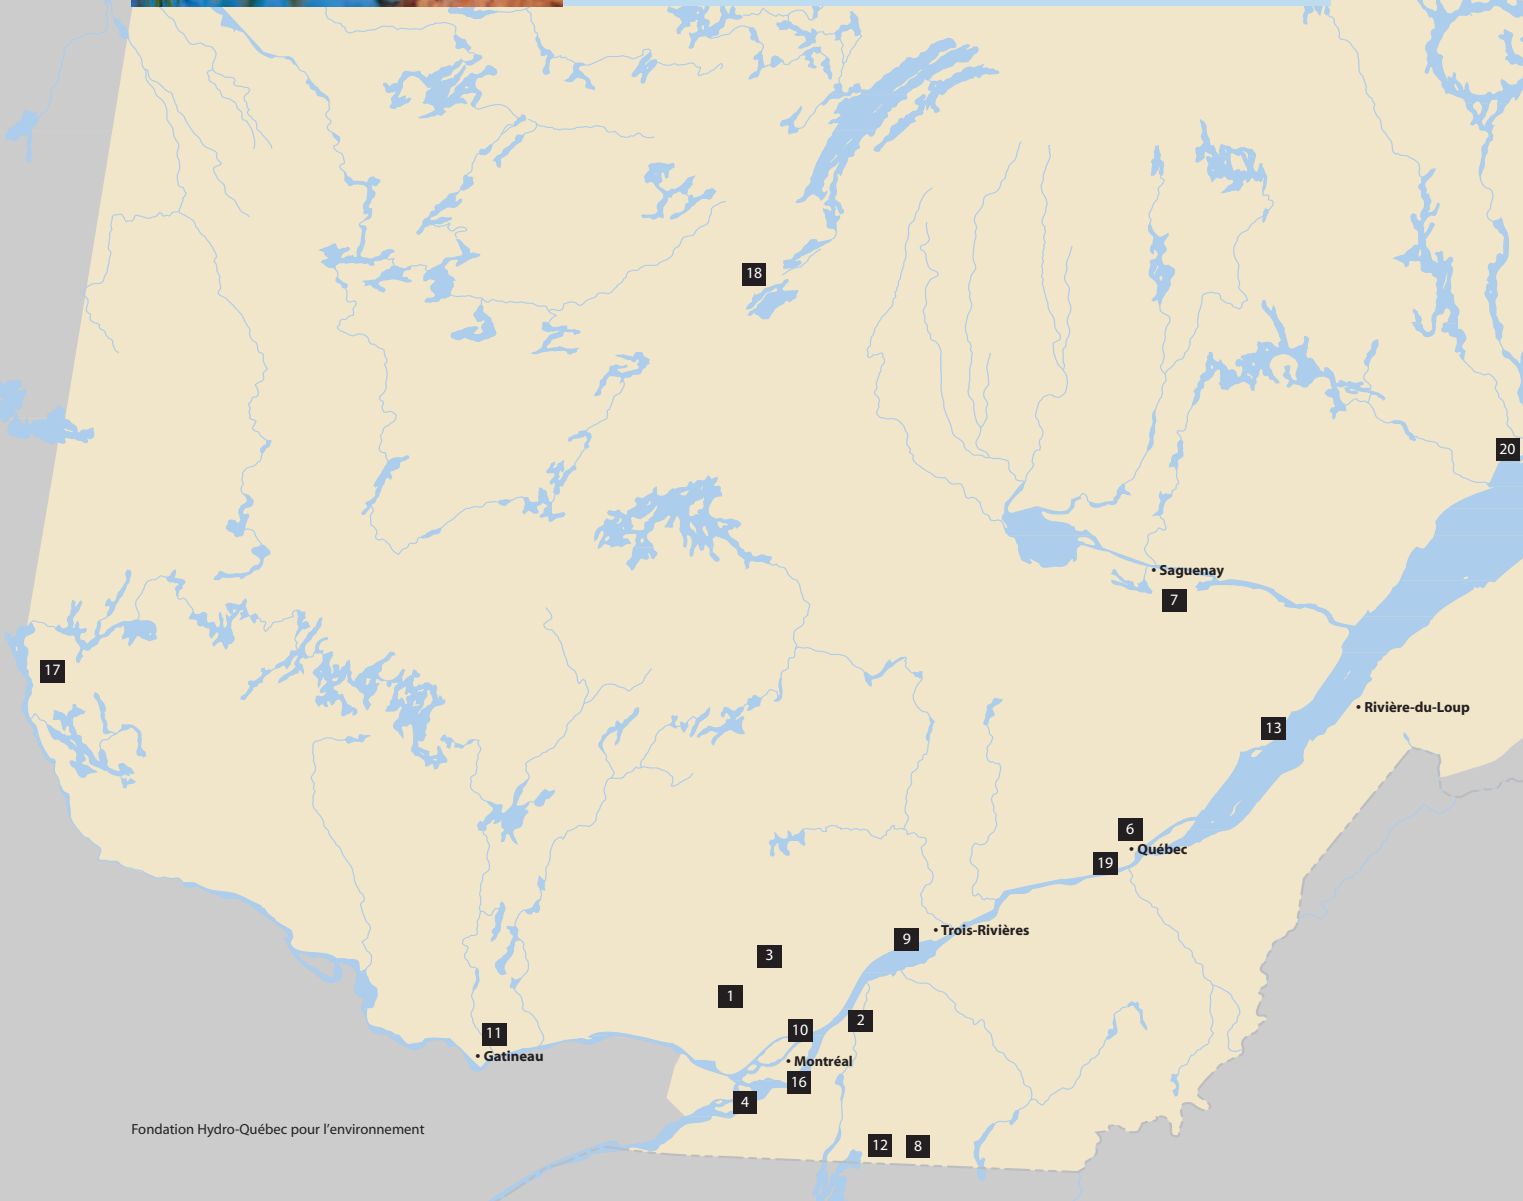 18
20
• Saguenay
7
17
• Rivière-du-Loup
13
6
• Québec
19
• Trois-Rivières
9
3
1
2
10
11
• Gatineau
• Montréal
16
4
Fondation Hydro-Québec pour l’environnement
12
8